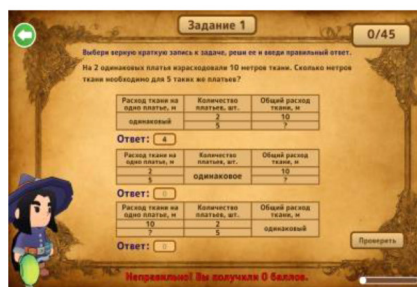 Задание 1
0/45
Выбери верную краткую запись к задаче, реши ее и введи правильный ответ.
На 2 одинаковых платья израсходовали 10 метров ткани. Сколько метров
ткани необходимо для 5 таких же платьев?
Расход ткани на одно платье, м Количество платьев, шт. Общий расход ткани, м
одинаковый 2 10
5 ?
Ответ: 4
Расход ткани на одно платье, м Количество платьев, шт. Общий расход ткани, м
2 одинаковое 10
5 ?
Ответ: 0
Расход ткани на одно платье, м Количество платьев, шт. Общий расход ткани, м
10 2 одинаковый
? 5
Ответ: 0
Проверить
Неправильно! Вы получили 0 баллов.